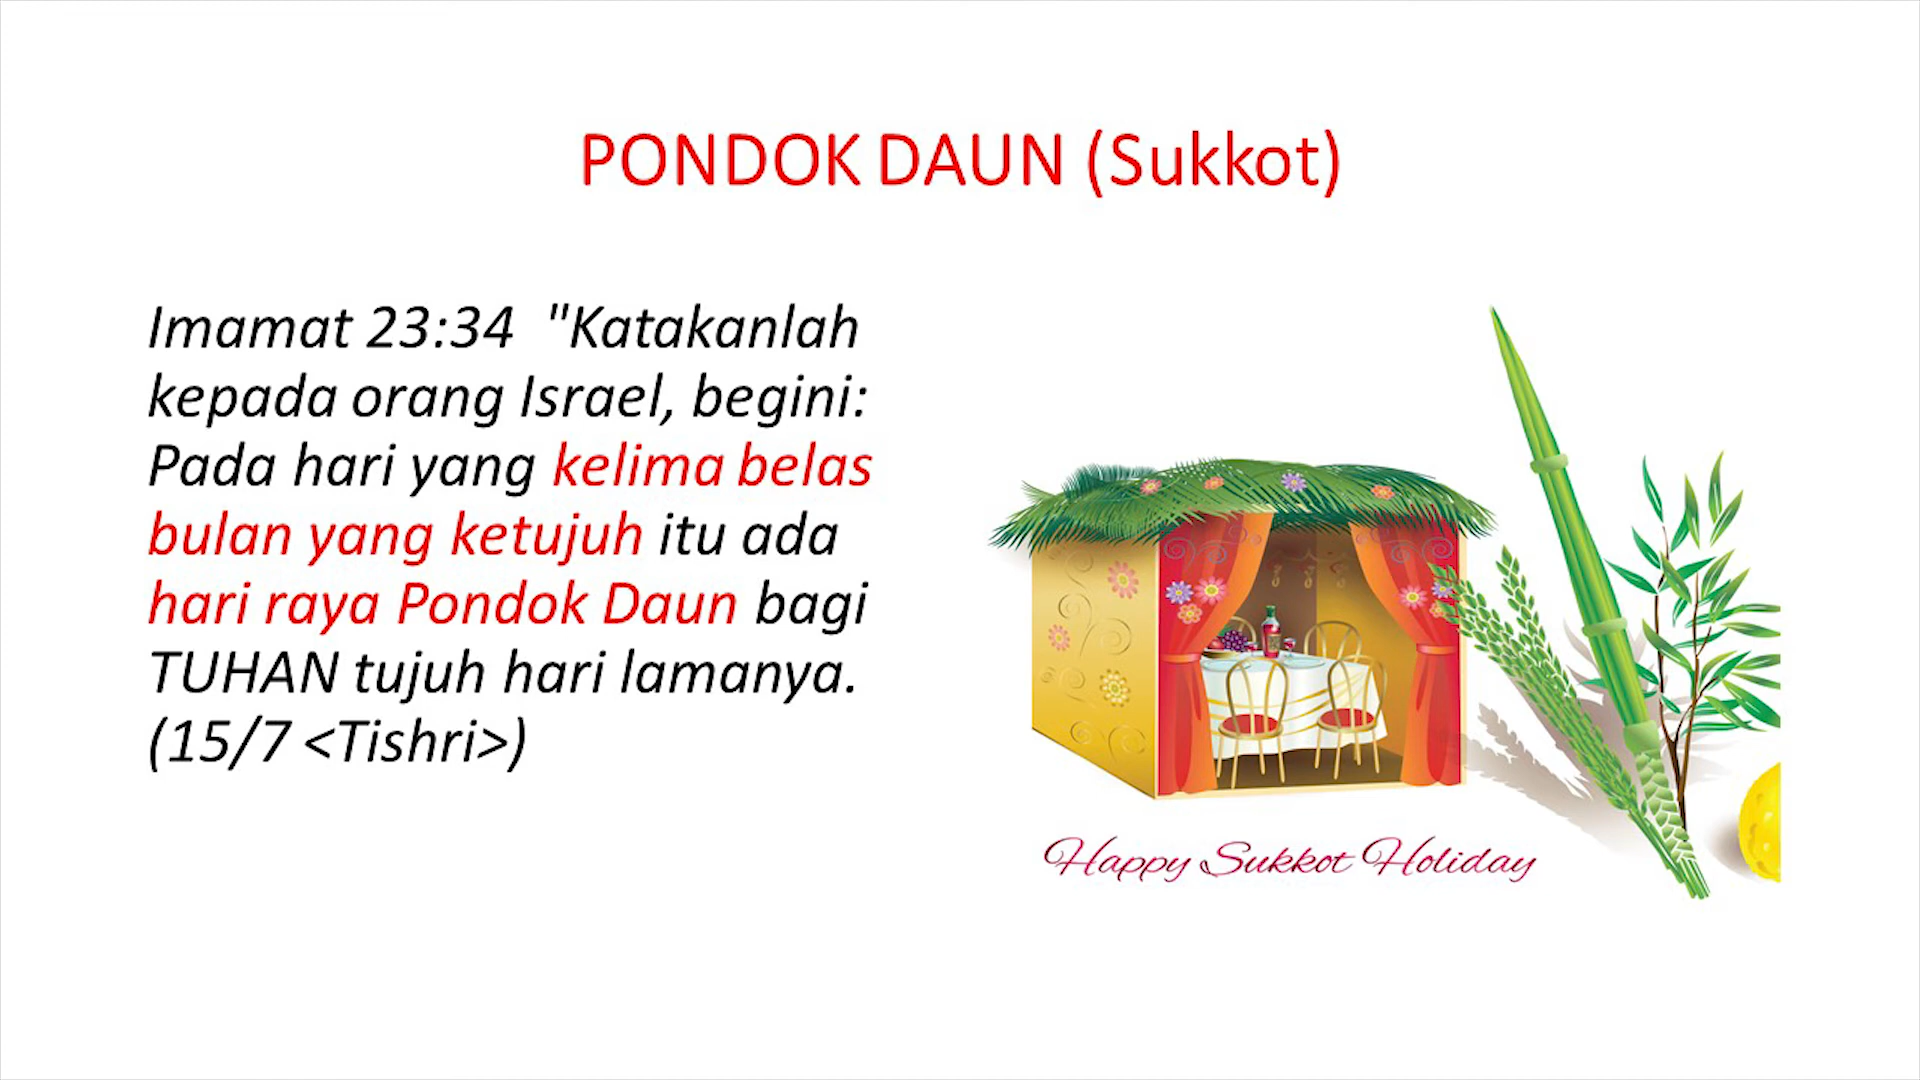 PONDOK DAUN (Sukkot)
Imamat 23:34  "Katakanlah
kepada orang Israel, begini:
Pada hari yang kelima belas
bulan yang ketujuh itu ada
hari raya Pondok Daun bagi
TUHAN tujuh hari lamanya.
(15/7 <Tishri>)
Happy Sukkot Holiday